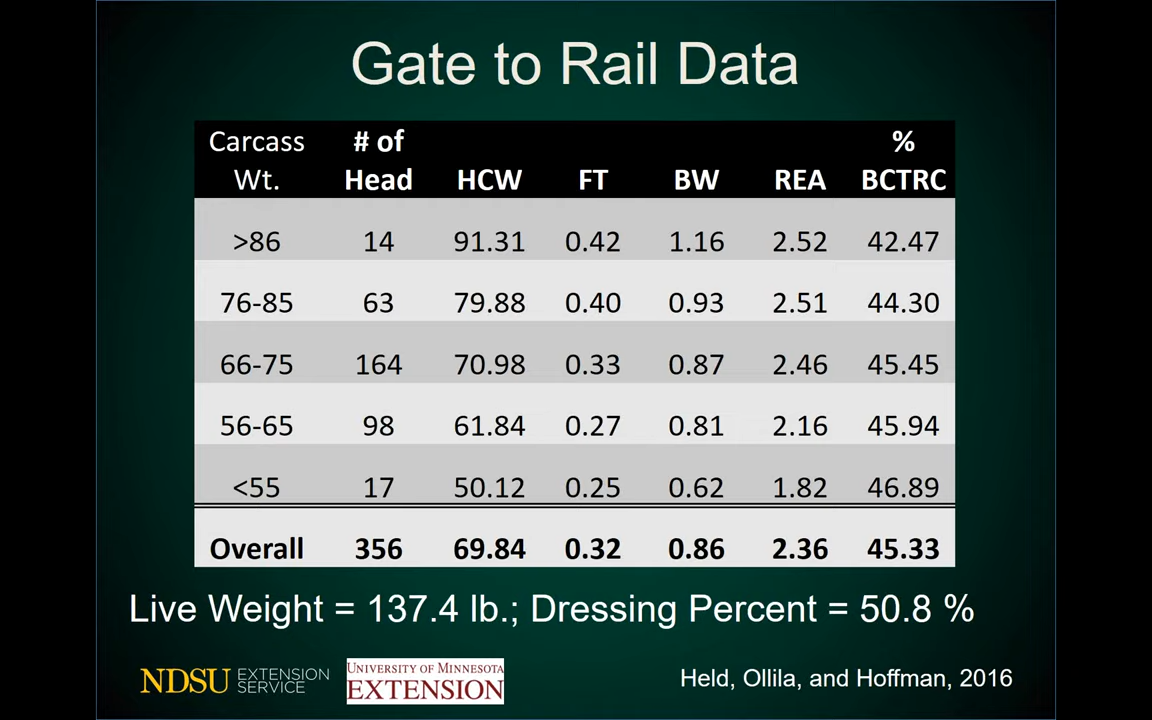 Gate to Rail Data
Carcass Wt. # of Head HCW FT BW REA % BCTRC
>86 14 91.31 0.42 1.16 2.52 42.47
76-85 63 79.88 0.40 0.93 2.51 44.30
66-75 164 70.98 0.33 0.87 2.46 45.45
56-65 98 61.84 0.27 0.81 2.16 45.94
<55 17 50.12 0.25 0.62 1.82 46.89
Overall 356 69.84 0.32 0.86 2.36 45.33
Live Weight = 137.4 lb.; Dressing Percent = 50.8 %
NDSU EXTENSION SERVICE
UNIVERSITY OF MINNESOTA
EXTENSION
Held, Ollila, and Hoffman, 2016